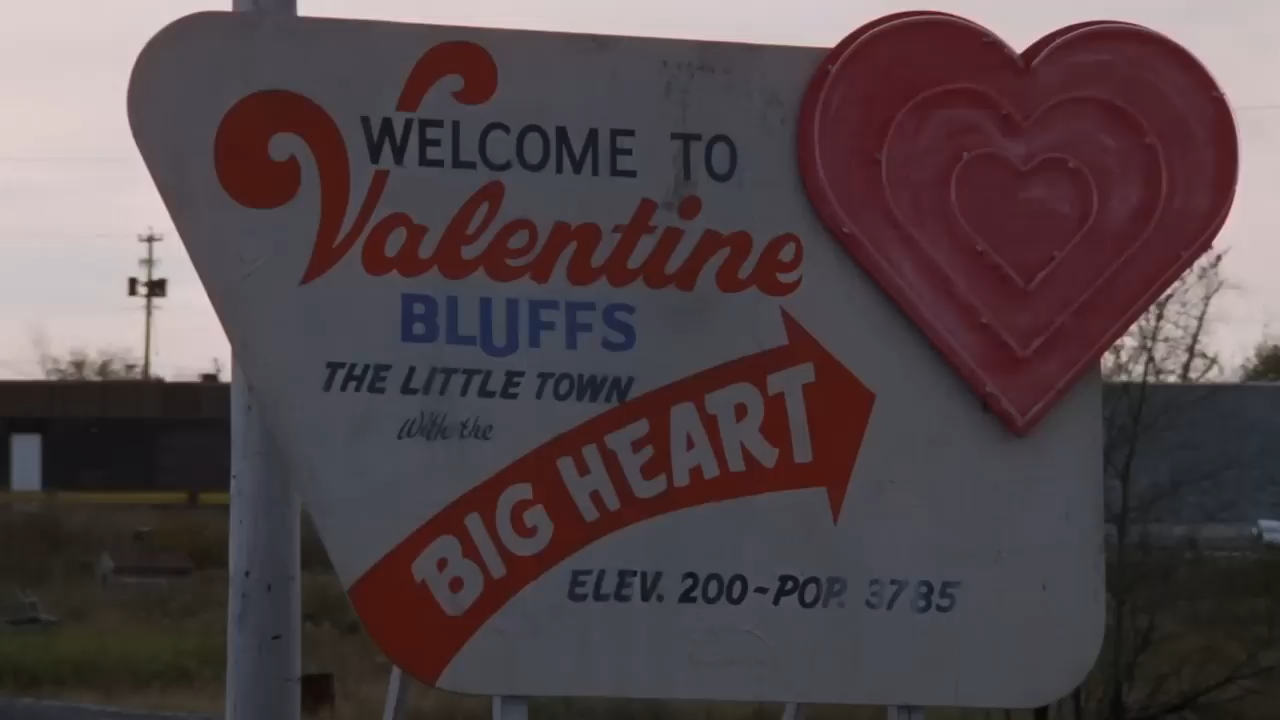 WELCOME TO
Valentine
BLUFFS
THE LITTLE TOWN
With the
BIG HEART
ELEV. 200~POP. 3785